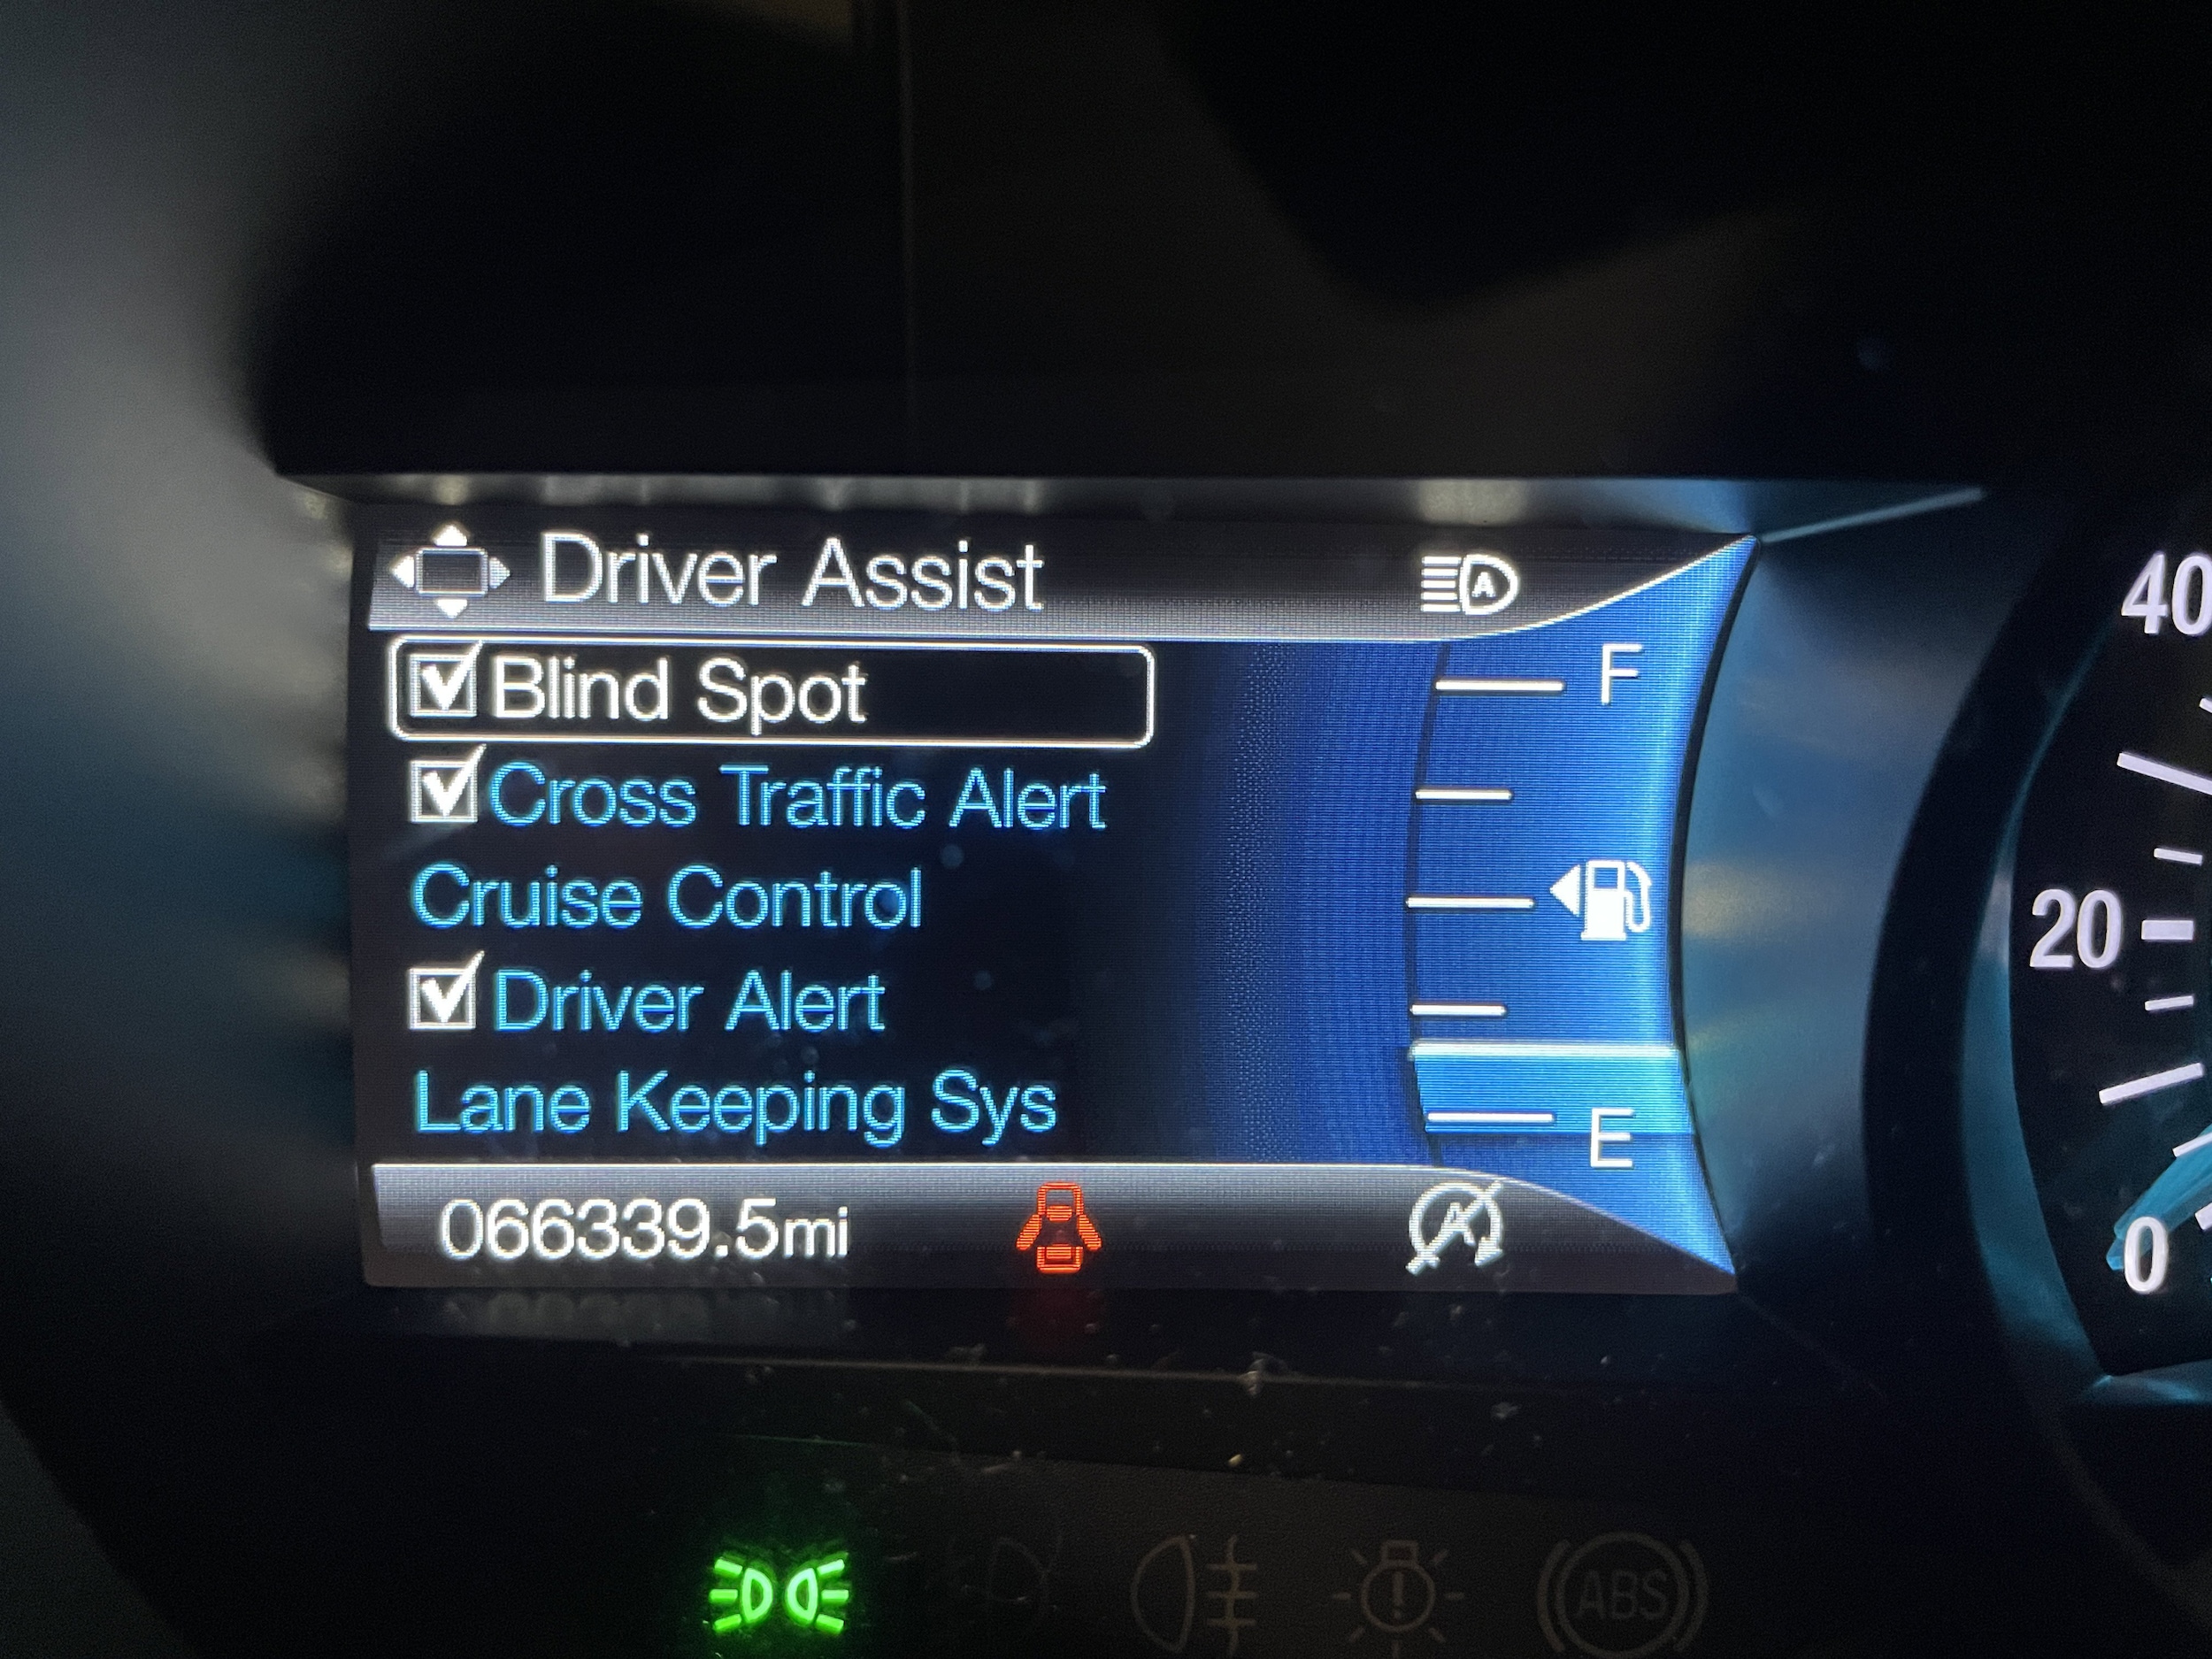 Driver Assist
A
Blind Spot
F
Cross Traffic Alert
Cruise Control
Driver Alert
Lane Keeping Sys
E
066339.5mi
A
40
20
0
ABS